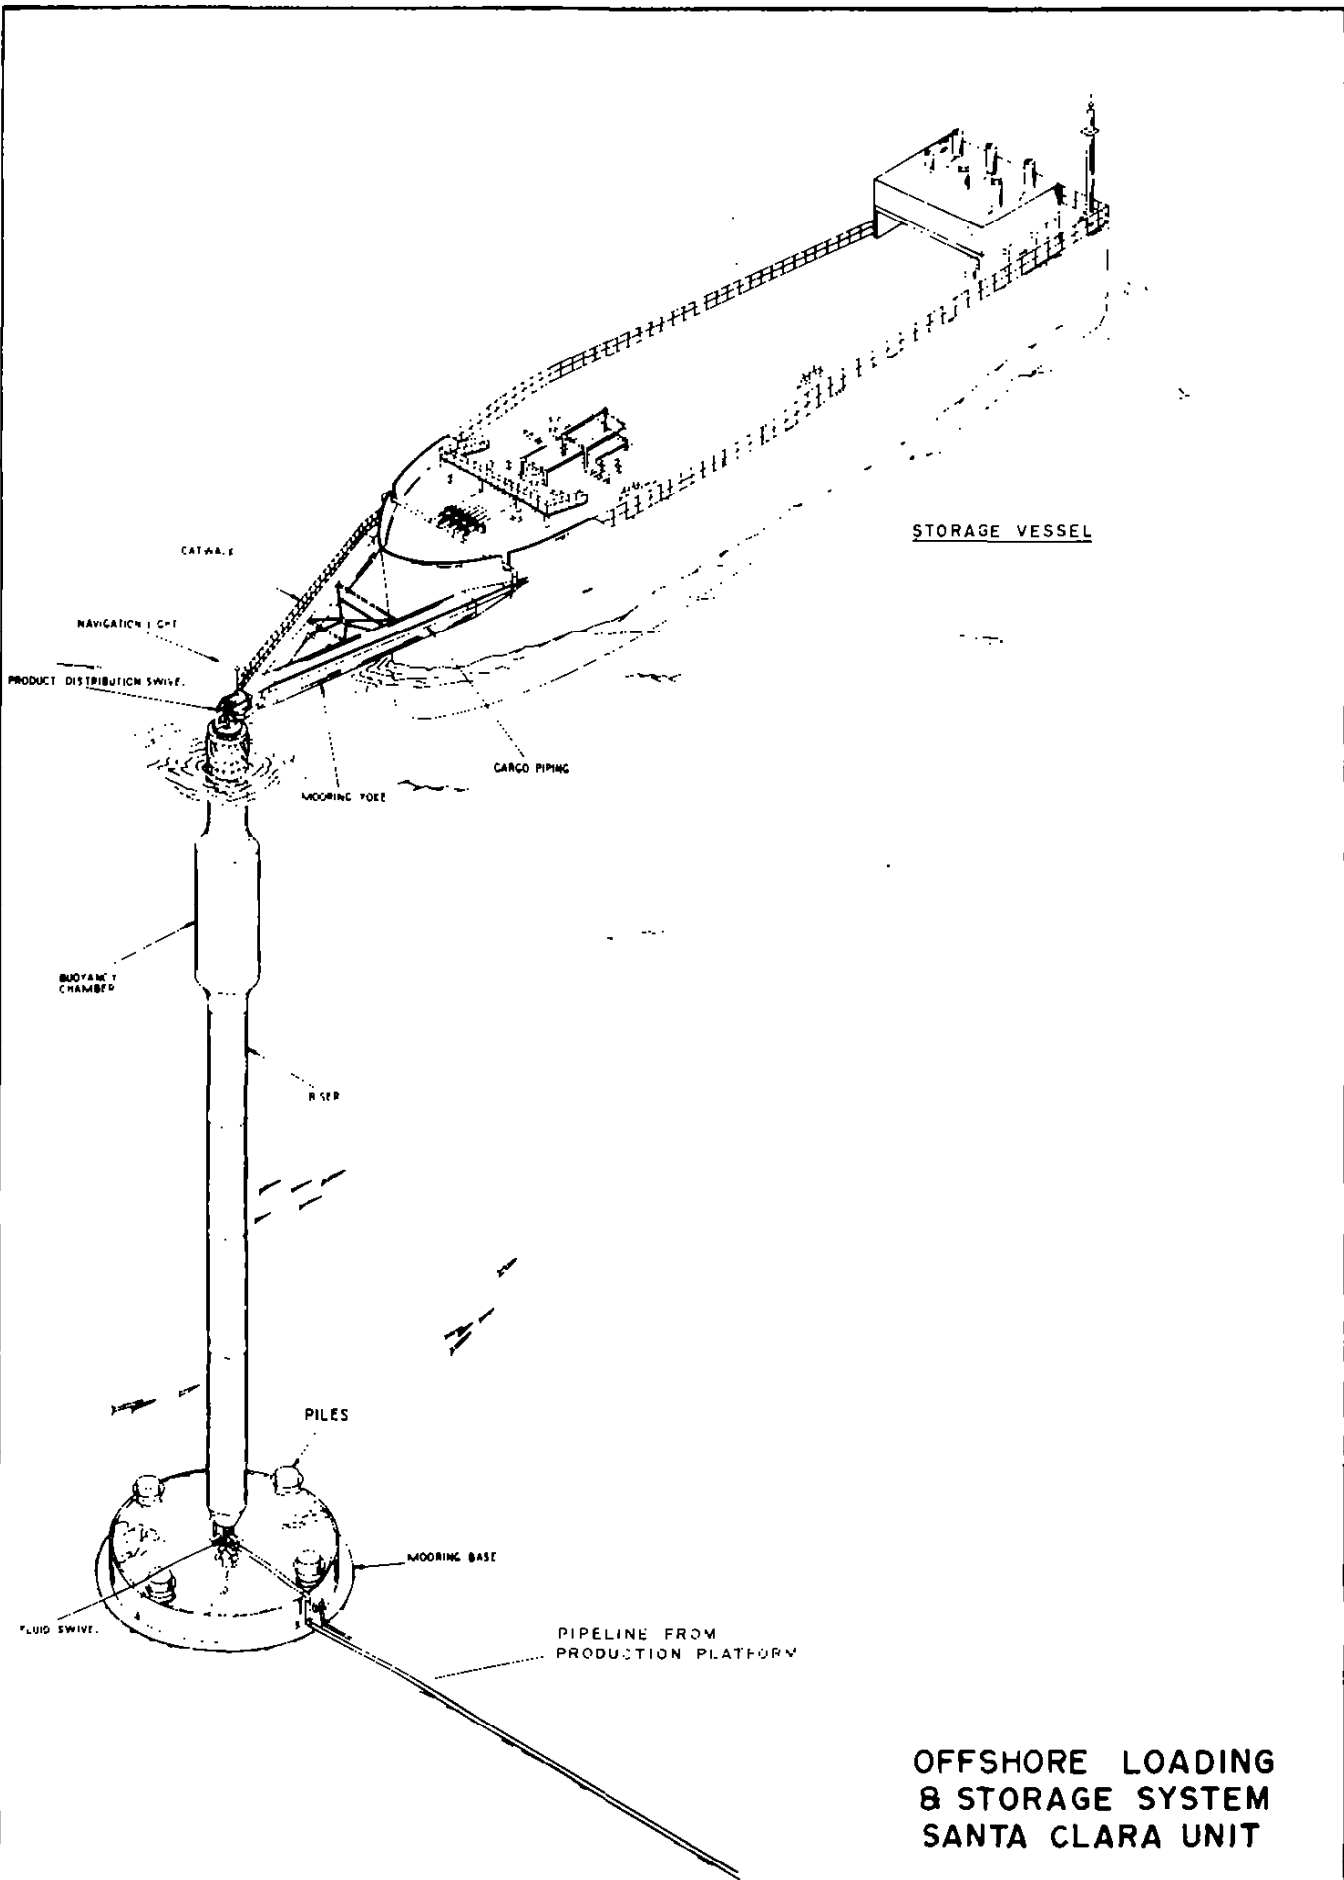 STORAGE VESSEL
CATWALK
NAVIGATION LIGHT
PRODUCT DISTRIBUTION SWIVEL
CARGO PIPING
MOORING YOKE
BUOYANCY
CHAMBER
RISER
PILES
MOORING BASE
FLUID SWIVEL
PIPELINE FROM
PRODUCTION PLATFORM
OFFSHORE LOADING
& STORAGE SYSTEM
SANTA CLARA UNIT